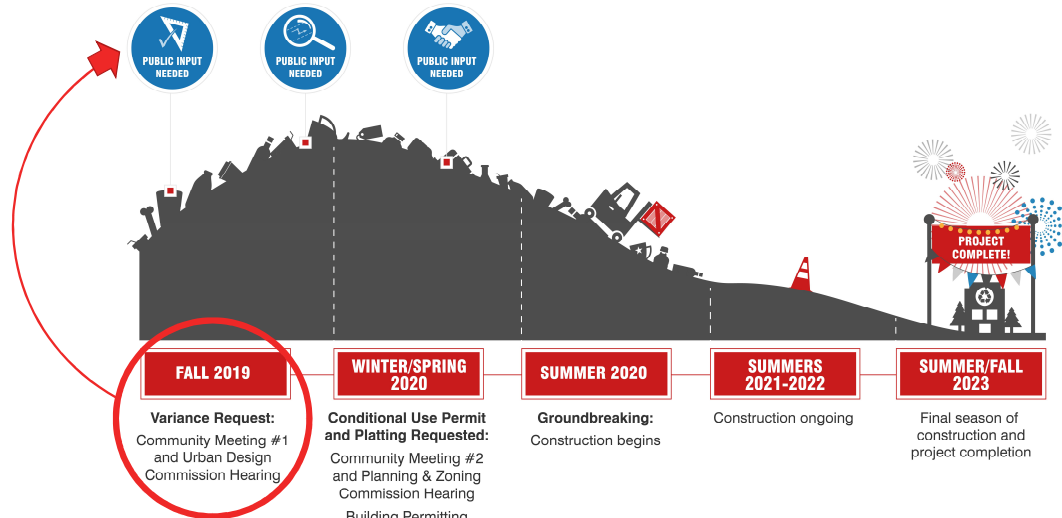 PUBLIC INPUT
NEEDED
PUBLIC INPUT
NEEDED
PUBLIC INPUT
NEEDED
PROJECT
COMPLETE!
FALL 2019
Variance Request:
Community Meeting #1
and Urban Design
Commission Hearing
WINTER/SPRING
2020
Conditional Use Permit
and Platting Requested:
Community Meeting #2
and Planning & Zoning
Commission Hearing
Building Permitting
SUMMER 2020
Groundbreaking:
Construction begins
SUMMERS
2021-2022
Construction ongoing
SUMMER/FALL
2023
Final season of
construction and
project completion